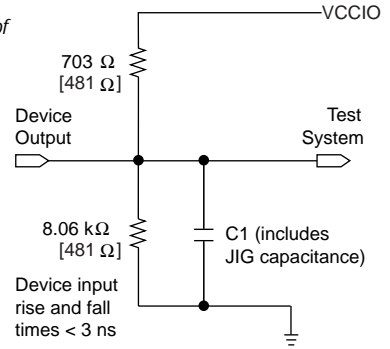 of
VCCIO
703 Ω
[481 Ω]
Device
Output
Test
System
8.06 kΩ
[481 Ω]
C1 (includes
JIG capacitance)
Device input
rise and fall
times < 3 ns